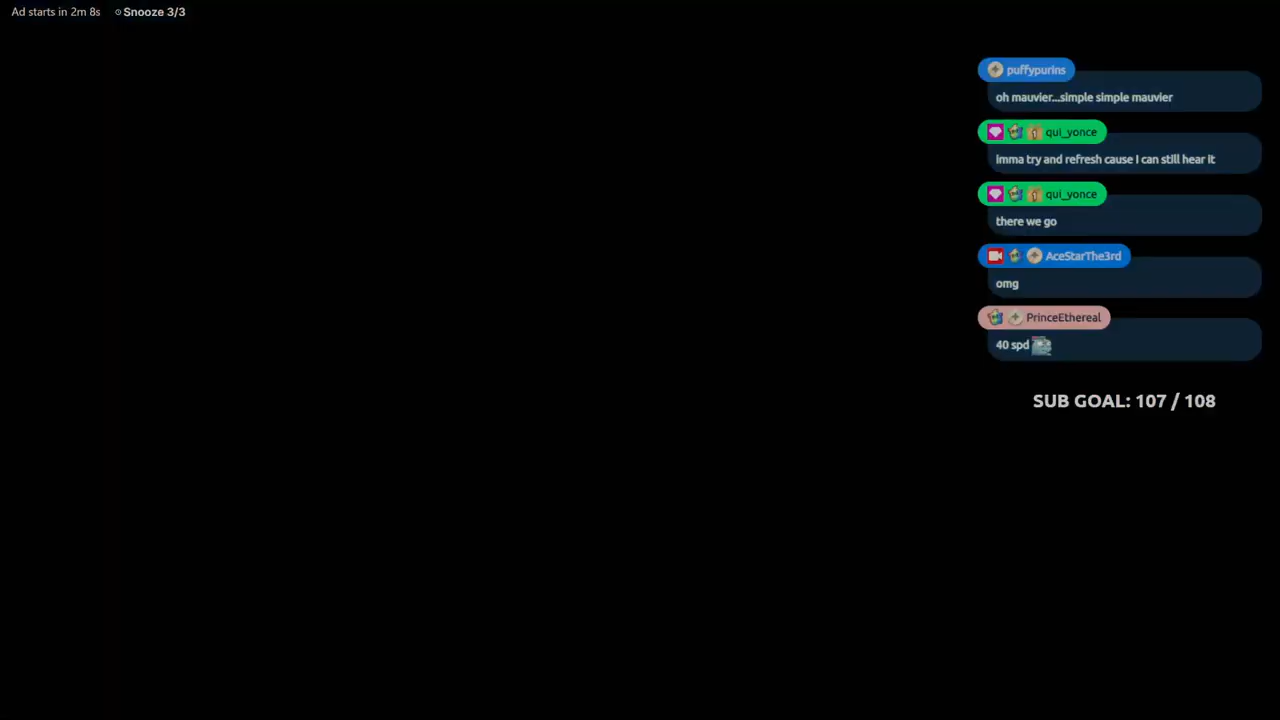 Ad starts in 2m 8s Snooze 3/3
puffypurins
oh mauvier...simple simple mauvier
qui_yonce
imma try and refresh cause I can still hear it
qui_yonce
there we go
AceStarThe3rd
omg
PrinceEthereal
40 spd
SUB GOAL: 107 / 108